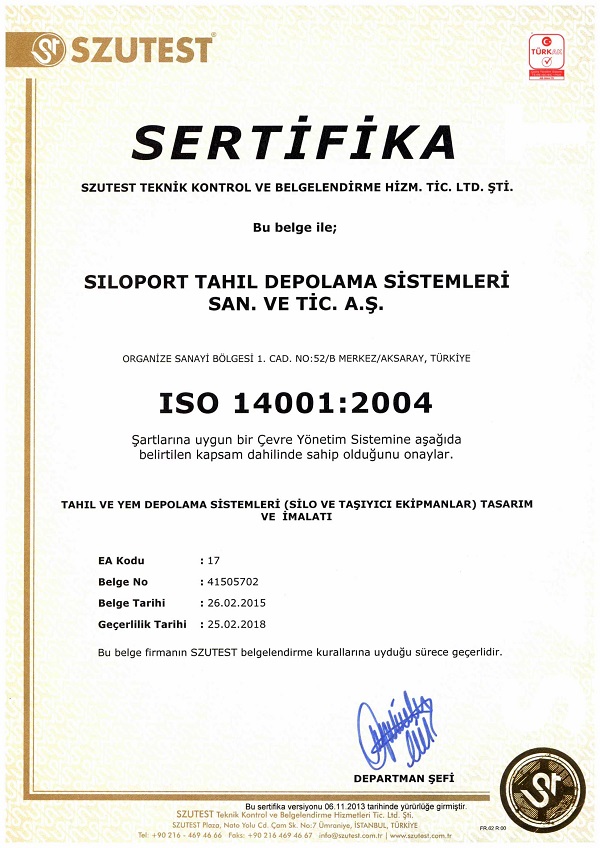 SZUTEST®
TÜRKAK
SERTİFİKA
SZUTEST TEKNİK KONTROL VE BELGELENDİRME HİZM. TİC. LTD. ŞTİ.
Bu belge ile;
SILOPORT TAHIL DEPOLAMA SİSTEMLERİ
SAN. VE TİC. A.Ş.
ORGANİZE SANAYİ BÖLGESİ 1. CAD. NO:52/B MERKEZ/AKSARAY, TÜRKİYE
ISO 14001:2004
Şartlarına uygun bir Çevre Yönetim Sistemine aşağıda
belirtilen kapsam dahilinde sahip olduğunu onaylar.
TAHIL VE YEM DEPOLAMA SİSTEMLERİ (SİLO VE TAŞIYICI EKİPMANLAR) TASARIM
VE İMALATI
EA Kodu : 17
Belge No : 41505702
Belge Tarihi : 26.02.2015
Geçerlilik Tarihi : 25.02.2018
Bu belge firmanın SZUTEST belgelendirme kurallarına uyduğu sürece geçerlidir.
DEPARTMAN ŞEFİ
Bu sertifika versiyonu 06.11.2013 tarihinde yürürlüğe girmiştir.
SZUTEST Teknik Kontrol ve Belgelendirme Hizmetleri Tic. Ltd. Şti.
SZUTEST Plaza, Nato Yolu Cd. Çam Sk. No:7 Ümraniye, İSTANBUL, TÜRKİYE
FR.02 R.00
Tel: +90 216 - 469 46 66 Faks: +90 216 469 46 67 info@szutest.com.tr www.szutest.com.tr